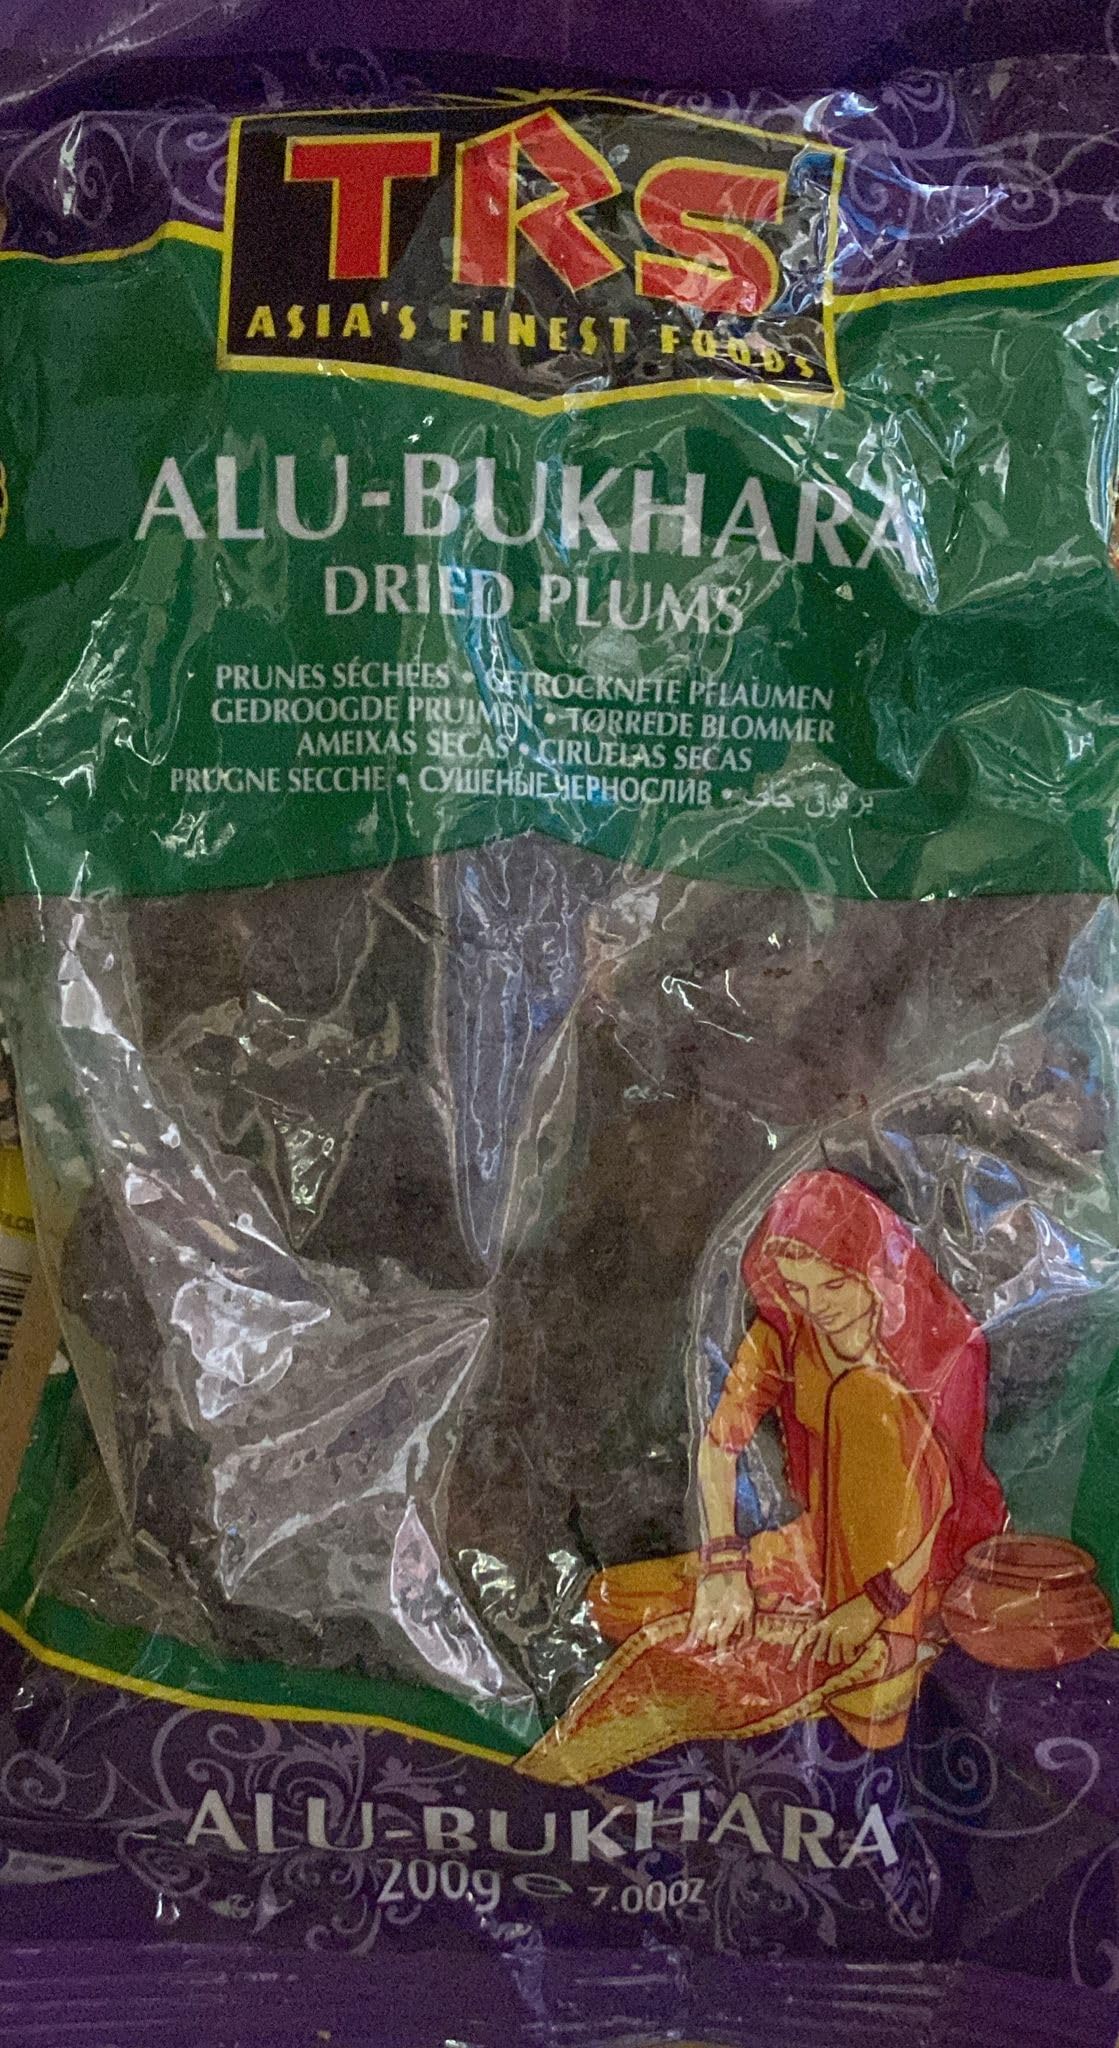 TRS
ASIA'S FINEST FOODS
ALU-BUKHARA
DRIED PLUMS
PRUNES SÉCHÉES • GETROCKNETE PFLAUMEN
GEDROOGDE PRUIMEN • TØRREDE BLOMMER
AMEIXAS SECAS • CIRUELAS SECAS
PRUGNE SECCHE • СУШЕНЫЕ ЧЕРНОСЛИВ •
ALU-BUKHARA
200g e 7.00oz